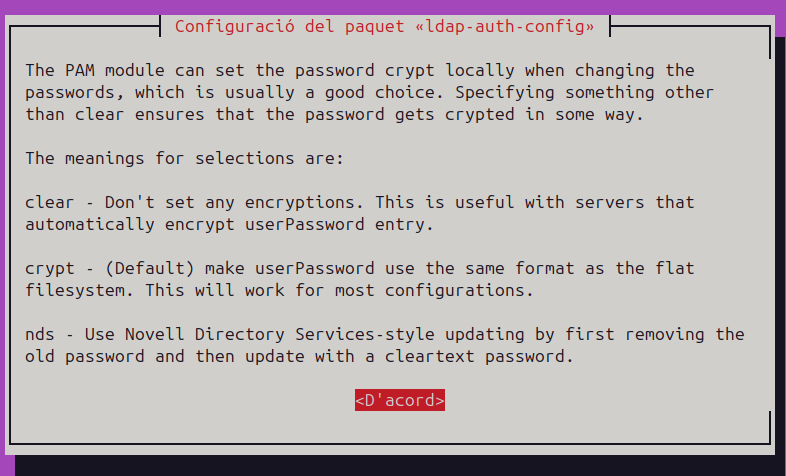 Configuració del paquet «ldap-auth-config»
The PAM module can set the password crypt locally when changing the
passwords, which is usually a good choice. Specifying something other
than clear ensures that the password gets crypted in some way.
The meanings for selections are:
clear - Don't set any encryptions. This is useful with servers that
automatically encrypt userPassword entry.
crypt - (Default) make userPassword use the same format as the flat
filesystem. This will work for most configurations.
nds - Use Novell Directory Services-style updating by first removing the
old password and then update with a cleartext password.
<D'acord>